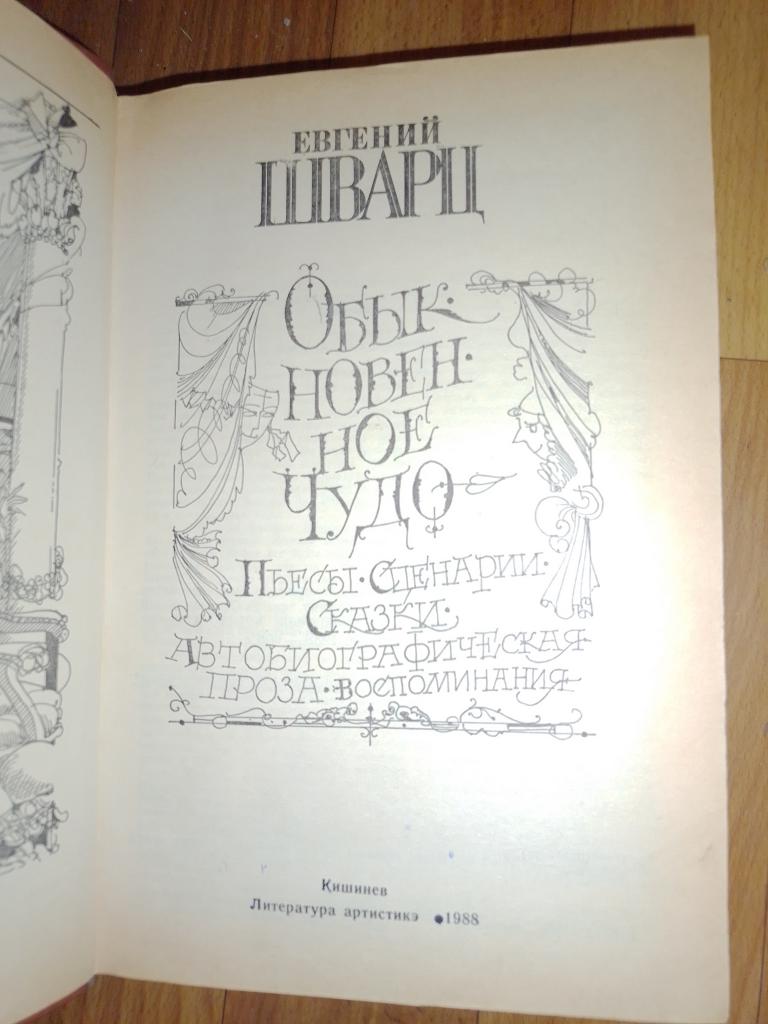 ЕВГЕНИЙ
ШВАРЦ
ОБЫК-
НОВЕН-
НОЕ
ЧУДО
ПЬЕСЫ · СЦЕНАРИИ ·
СКАЗКИ ·
АВТОБИОГРАФИЧЕСКАЯ
ПРОЗА · ВОСПОМИНАНИЯ
Кишинев
Литература артистикэ • 1988